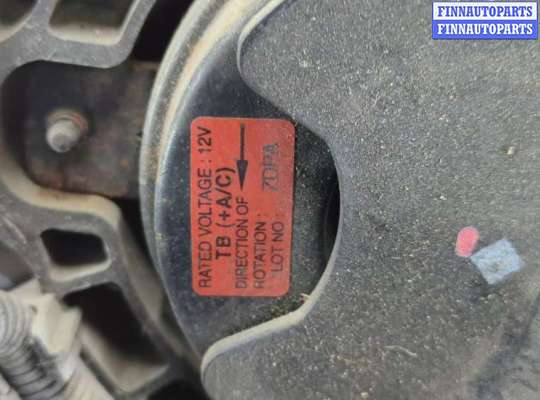 FINNAUTOPARTS
FINNAUTOPARTS
RATED VOLTAGE : 12V
TB (+A/C)
DIRECTION OF
ROTATION :
LOT NO : 7DPA